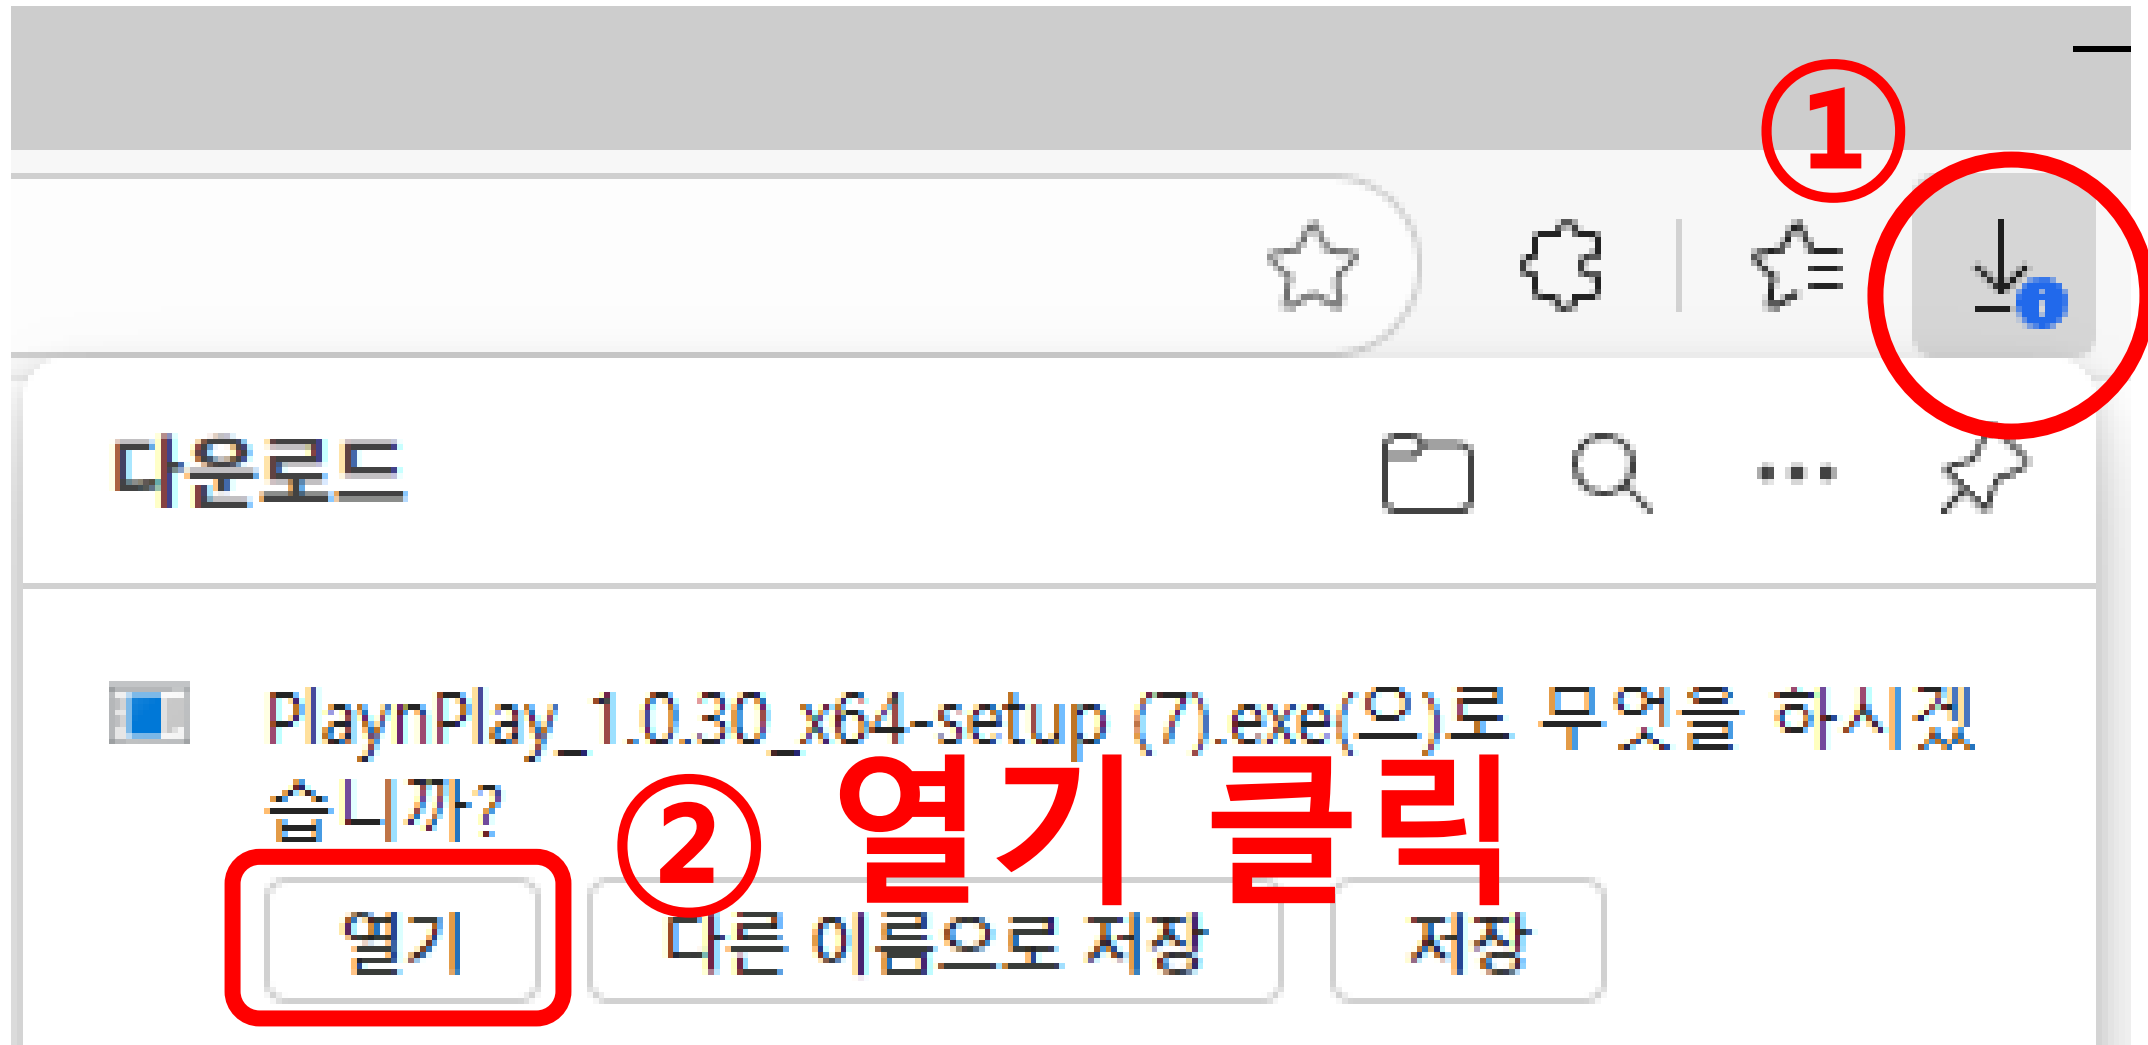 ①
다운로드
PlaynPlay_1.0.30_x64-setup (7).exe(으)로 무엇을 하시겠
습니까?
② 열기 클릭
열기 다른 이름으로 저장 저장